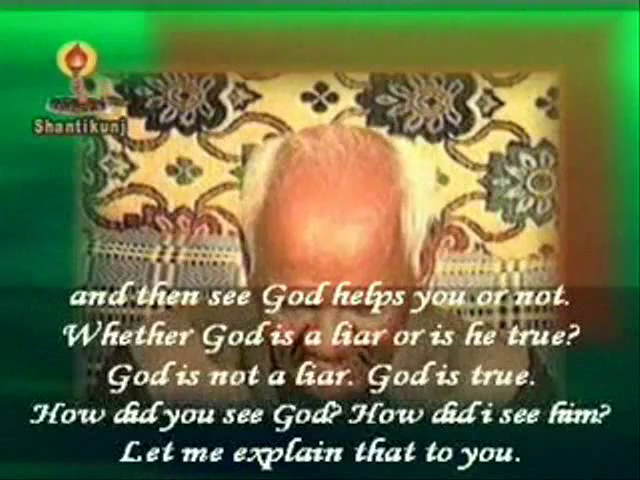 Shantikunj
and then see God helps you or not.
Whether God is a liar or is he true?
God is not a liar. God is true.
How did you see God? How did i see him?
Let me explain that to you.